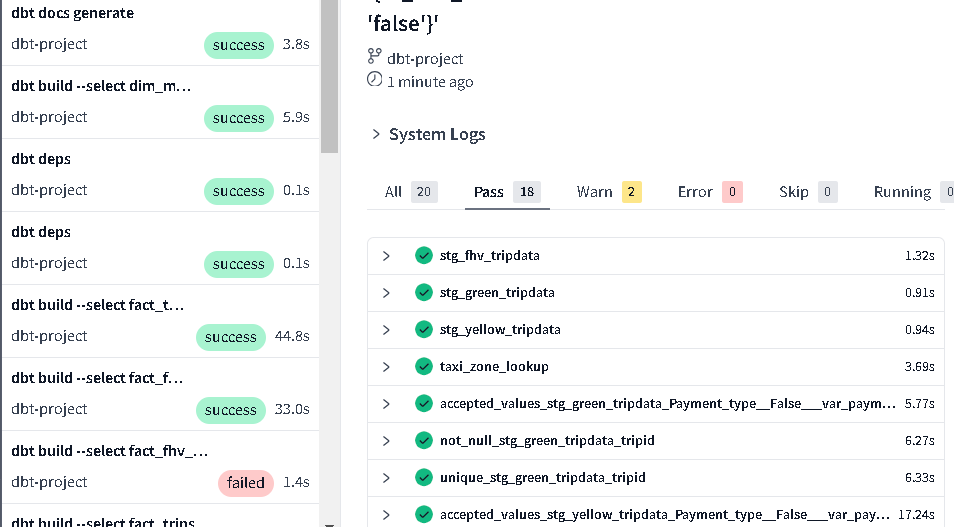 dbt docs generate
dbt-project success 3.8s
dbt build --select dim_m...
dbt-project success 5.9s
dbt deps
dbt-project success 0.1s
dbt deps
dbt-project success 0.1s
dbt build --select fact_t...
dbt-project success 44.8s
dbt build --select fact_f...
dbt-project success 33.0s
dbt build --select fact_fhv_...
dbt-project failed 1.4s
dbt build --select fact_trips
'false'}'
dbt-project
1 minute ago
System Logs
All 20 Pass 18 Warn 2 Error 0 Skip 0 Running 0
stg_fhv_tripdata 1.32s
stg_green_tripdata 0.91s
stg_yellow_tripdata 0.94s
taxi_zone_lookup 3.69s
accepted_values_stg_green_tripdata_Payment_type__False___var_paym... 5.77s
not_null_stg_green_tripdata_tripid 6.27s
unique_stg_green_tripdata_tripid 6.33s
accepted_values_stg_yellow_tripdata_Payment_type__False___var_pay... 17.24s